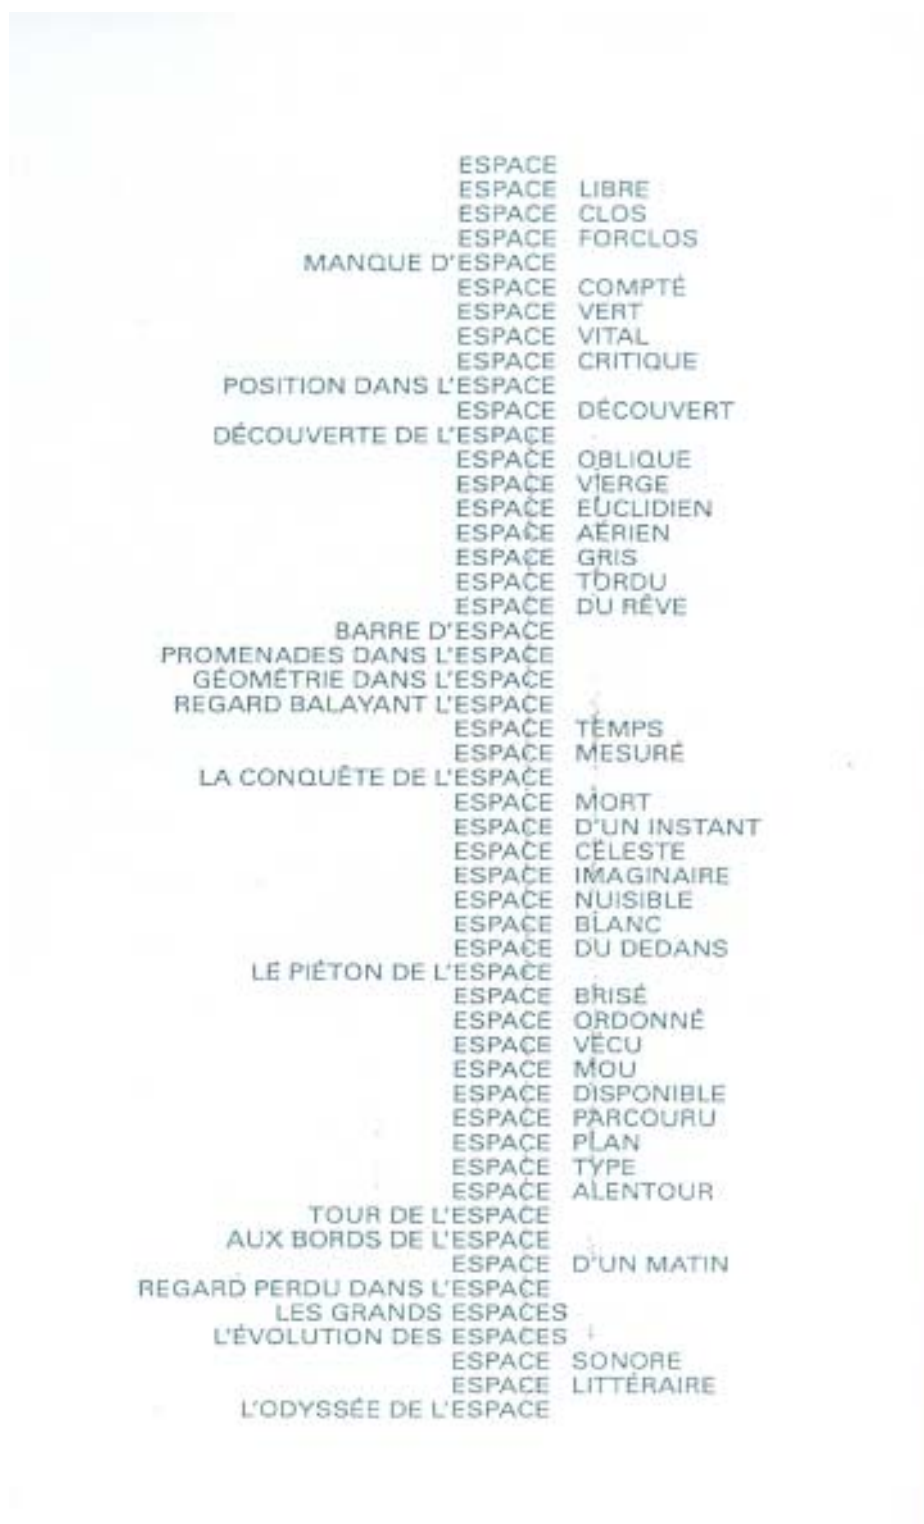 ESPACE
ESPACE LIBRE
ESPACE CLOS
ESPACE FORCLOS
MANQUE D'ESPACE
ESPACE COMPTÉ
ESPACE VERT
ESPACE VITAL
ESPACE CRITIQUE
POSITION DANS L'ESPACE
ESPACE DÉCOUVERT
DÉCOUVERTE DE L'ESPACE
ESPACE OBLIQUE
ESPACE VIERGE
ESPACE EUCLIDIEN
ESPACE AÉRIEN
ESPACE GRIS
ESPACE TORDU
ESPACE DU RÊVE
BARRE D'ESPACE
PROMENADES DANS L'ESPACE
GÉOMÉTRIE DANS L'ESPACE
REGARD BALAYANT L'ESPACE
ESPACE TEMPS
ESPACE MESURÉ
LA CONQUÊTE DE L'ESPACE
ESPACE MORT
ESPACE D'UN INSTANT
ESPACE CÉLESTE
ESPACE IMAGINAIRE
ESPACE NUISIBLE
ESPACE BLANC
ESPACE DU DEDANS
LE PIÉTON DE L'ESPACE
ESPACE BRISÉ
ESPACE ORDONNÉ
ESPACE VÉCU
ESPACE MOU
ESPACE DISPONIBLE
ESPACE PARCOURU
ESPACE PLAN
ESPACE TYPE
ESPACE ALENTOUR
TOUR DE L'ESPACE
AUX BORDS DE L'ESPACE
ESPACE D'UN MATIN
REGARD PERDU DANS L'ESPACE
LES GRANDS ESPACES
L'ÉVOLUTION DES ESPACES
ESPACE SONORE
ESPACE LITTÉRAIRE
L'ODYSSÉE DE L'ESPACE